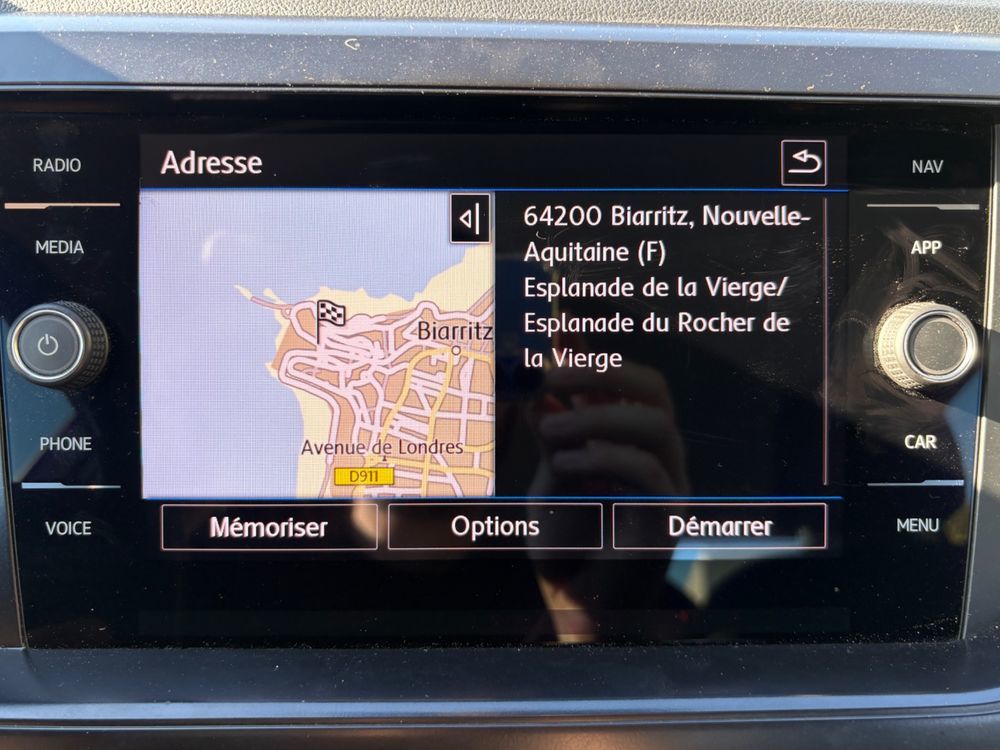 RADIO
MEDIA
PHONE
VOICE
Adresse
Biarritz
Avenue de Londres
D911
64200 Biarritz, Nouvelle-
Aquitaine (F)
Esplanade de la Vierge/
Esplanade du Rocher de
la Vierge
Mémoriser
Options
Démarrer
NAV
APP
CAR
MENU